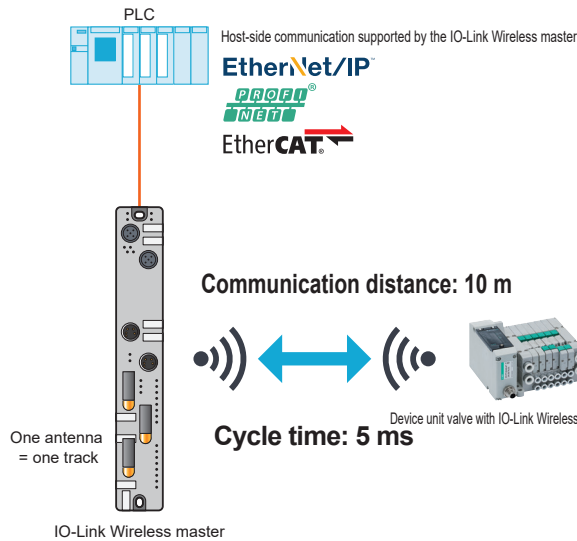 PLC
Host-side communication supported by the IO-Link Wireless master
EtherNet/IP™
PROFI®
NET
EtherCAT®
Communication distance: 10 m
Cycle time: 5 ms
Device unit valve with IO-Link Wireless
One antenna
= one track
IO-Link Wireless master